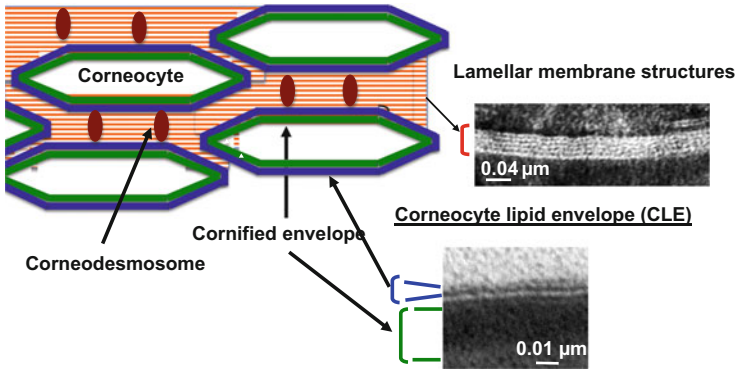 Corneocyte
Lamellar membrane structures
0.04 µm
Corneocyte lipid envelope (CLE)
Cornified envelope
Corneodesmosome
0.01 µm